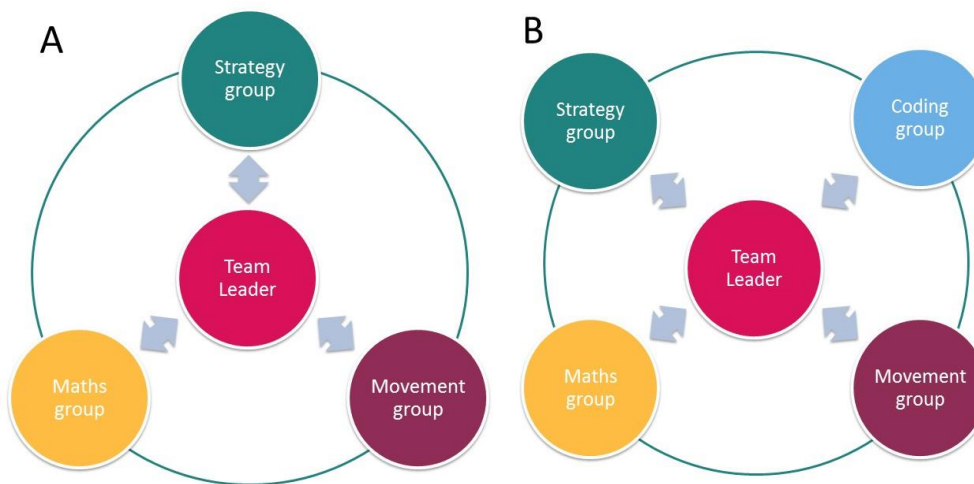 A
Strategy
group
Team
Leader
Maths
group
Movement
group
B
Strategy
group
Coding
group
Team
Leader
Maths
group
Movement
group